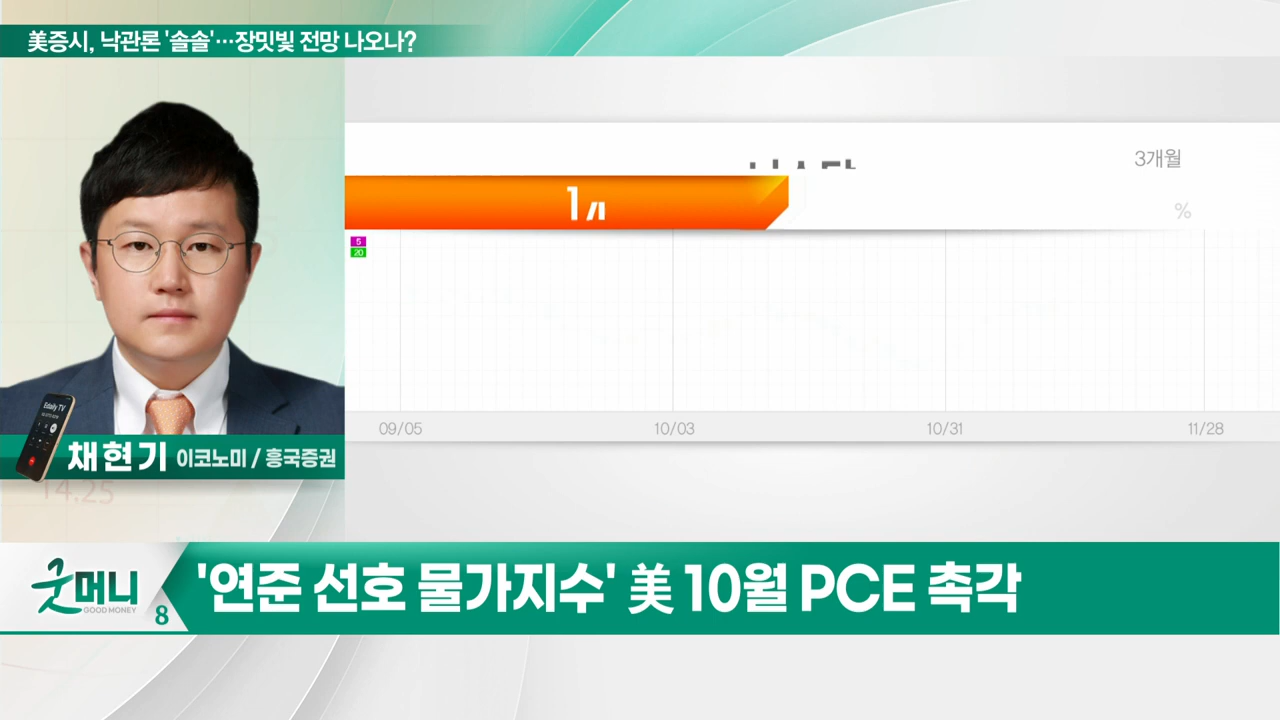 美증시, 낙관론 '솔솔'…장밋빛 전망 나오나?
3개월
1
%
5
20
09/05 10/03 10/31 11/28
Edaily TV
채현기 이코노미 / 흥국증권
14.25
굿머니
GOOD MONEY
8
'연준 선호 물가지수' 美 10월 PCE 촉각